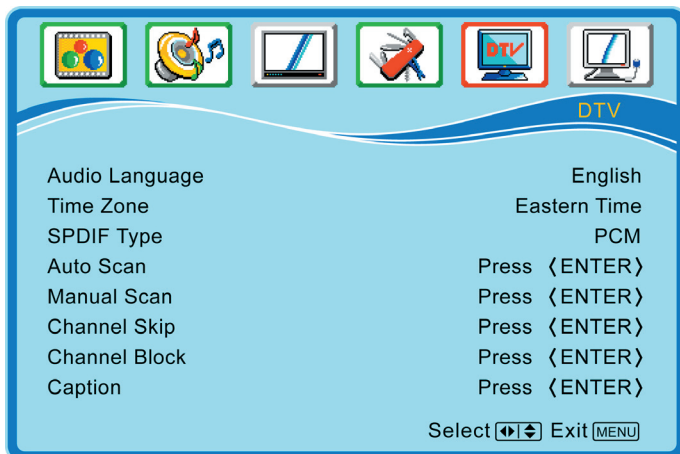 DTV
DTV
Audio Language English
Time Zone Eastern Time
SPDIF Type PCM
Auto Scan Press 〈ENTER〉
Manual Scan Press 〈ENTER〉
Channel Skip Press 〈ENTER〉
Channel Block Press 〈ENTER〉
Caption Press 〈ENTER〉
Select Exit MENU